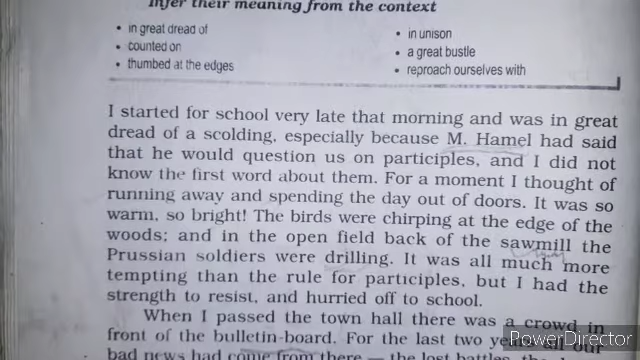 Infer their meaning from the context
• in great dread of
• in unison
• counted on
• a great bustle
• thumbed at the edges
• reproach ourselves with
I started for school very late that morning and was in great
dread of a scolding, especially because M. Hamel had said
that he would question us on participles, and I did not
know the first word about them. For a moment I thought of
running away and spending the day out of doors. It was so
warm, so bright! The birds were chirping at the edge of the
woods; and in the open field back of the sawmill the
Prussian soldiers were drilling. It was all much more
tempting than the rule for participles, but I had the
strength to resist, and hurried off to school.
When I passed the town hall there was a crowd in
front of the bulletin-board. For the last two all our
bad news had come from there — the lost battles, the
PowerDirector